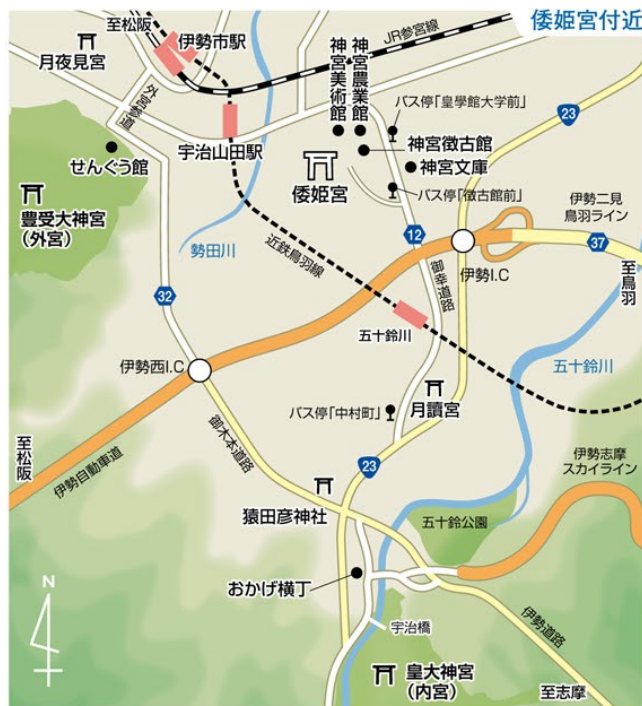 倭姫宮付近
至松阪
伊勢市駅
JR参宮線
月夜見宮
外宮参道
神宮美術館
神宮農業館
バス停「皇學館大学前」
23
宇治山田駅
神宮徴古館
せんぐう館
神宮文庫
倭姫宮
バス停「徴古館前」
豊受大神宮
(外宮)
伊勢二見
鳥羽ライン
勢田川
近鉄鳥羽線
12
御幸道路
伊勢I.C
37
至鳥羽
32
五十鈴川
五十鈴川
伊勢西I.C
月讀宮
バス停「中村町」
至松阪
伊勢自動車道
御木本道路
23
伊勢志摩
スカイライン
猿田彦神社
五十鈴公園
おかげ横丁
N
宇治橋
伊勢道路
皇大神宮
(内宮)
至志摩